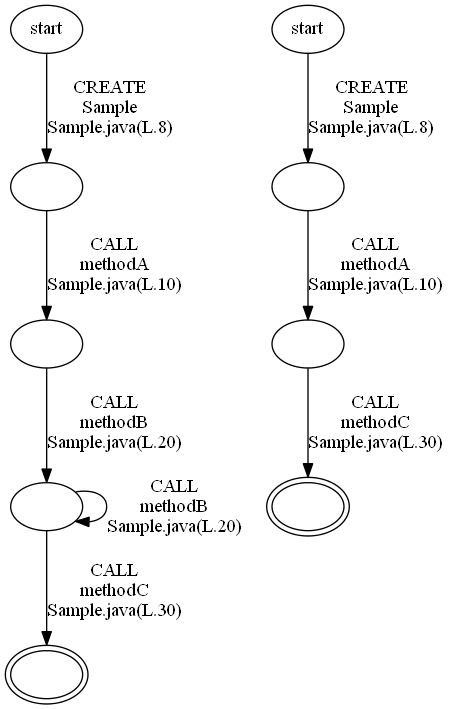 start
CREATE
Sample
Sample.java(L.8)
CALL
methodA
Sample.java(L.10)
CALL
methodB
Sample.java(L.20)
CALL
methodB
Sample.java(L.20)
CALL
methodC
Sample.java(L.30)
start
CREATE
Sample
Sample.java(L.8)
CALL
methodA
Sample.java(L.10)
CALL
methodC
Sample.java(L.30)